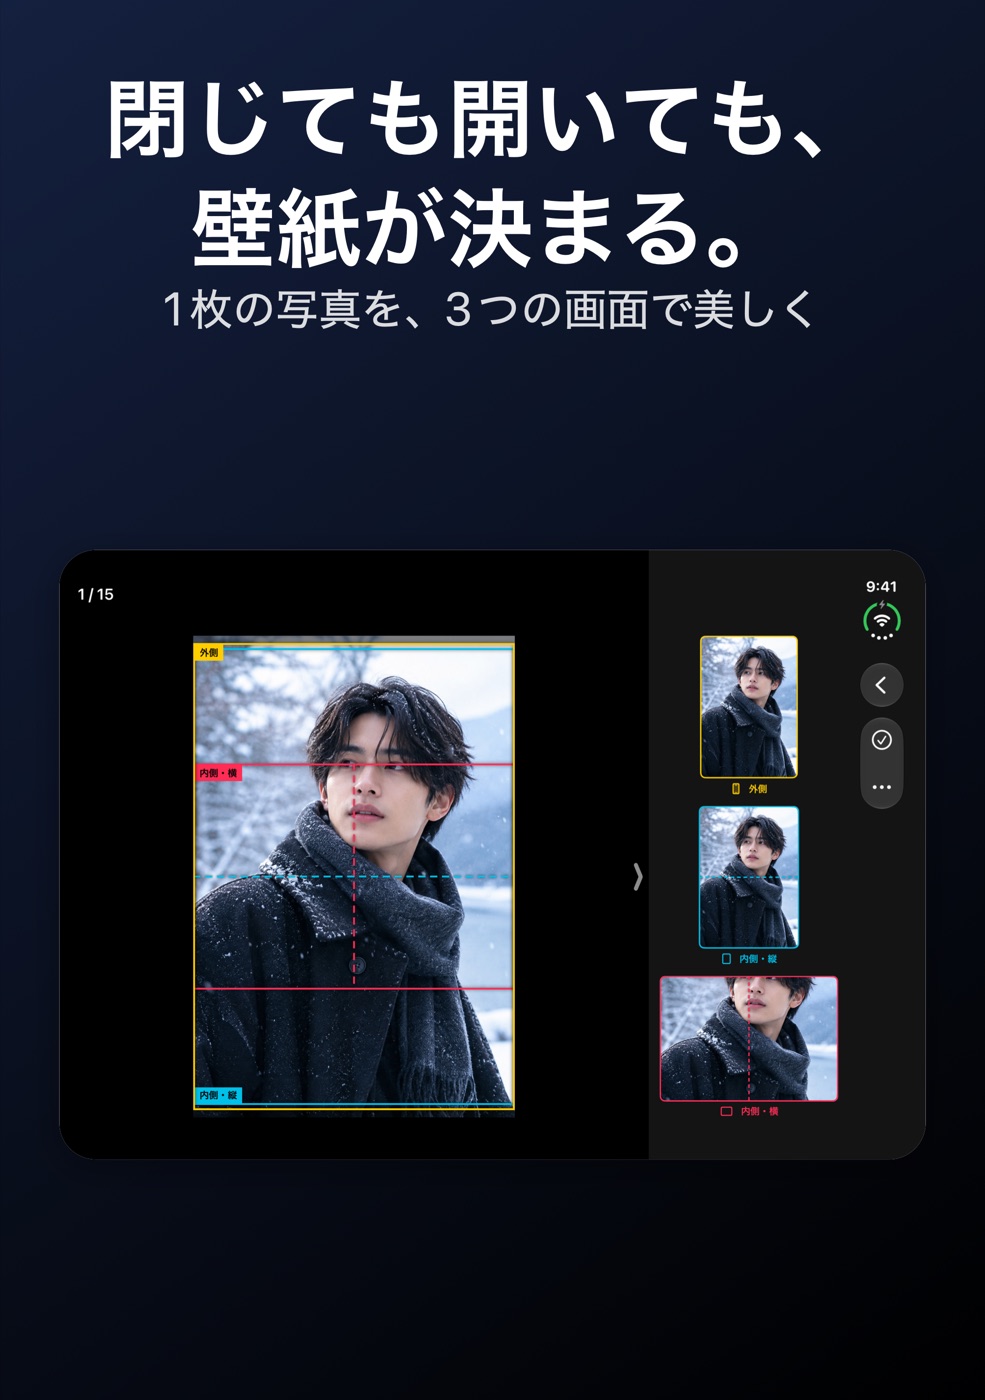 閉じても開いても、
壁紙が決まる。
1枚の写真を、3つの画面で美しく
1 / 15
9:41
外側
内側・横
内側・縦
外側
内側・縦
内側・横